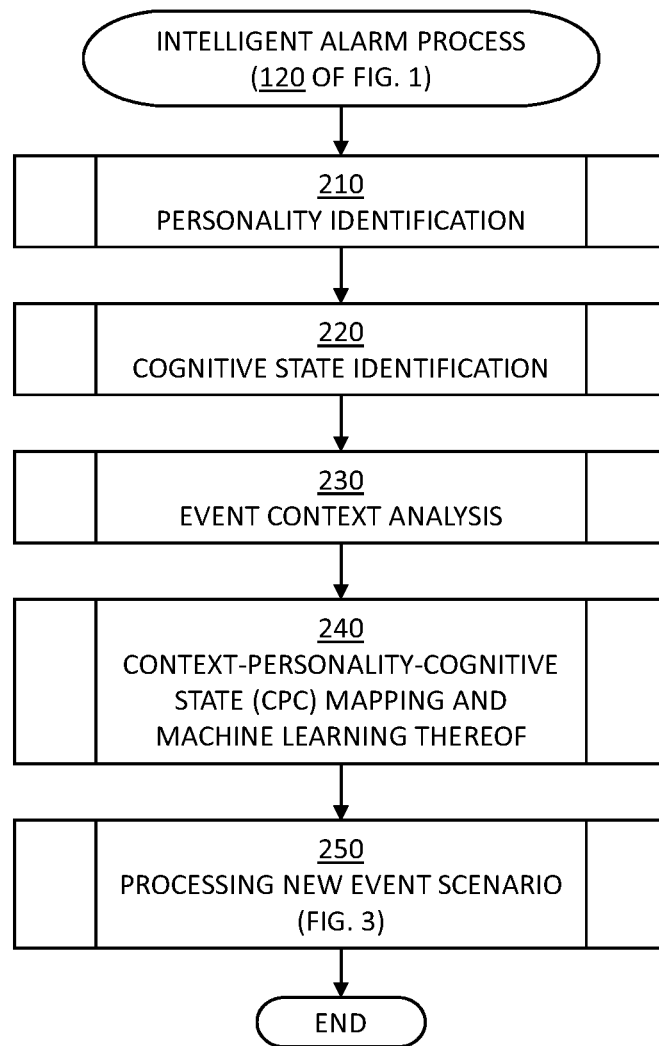 INTELLIGENT ALARM PROCESS
(120 OF FIG. 1)
210
PERSONALITY IDENTIFICATION
220
COGNITIVE STATE IDENTIFICATION
230
EVENT CONTEXT ANALYSIS
240
CONTEXT-PERSONALITY-COGNITIVE
STATE (CPC) MAPPING AND
MACHINE LEARNING THEREOF
250
PROCESSING NEW EVENT SCENARIO
(FIG. 3)
END